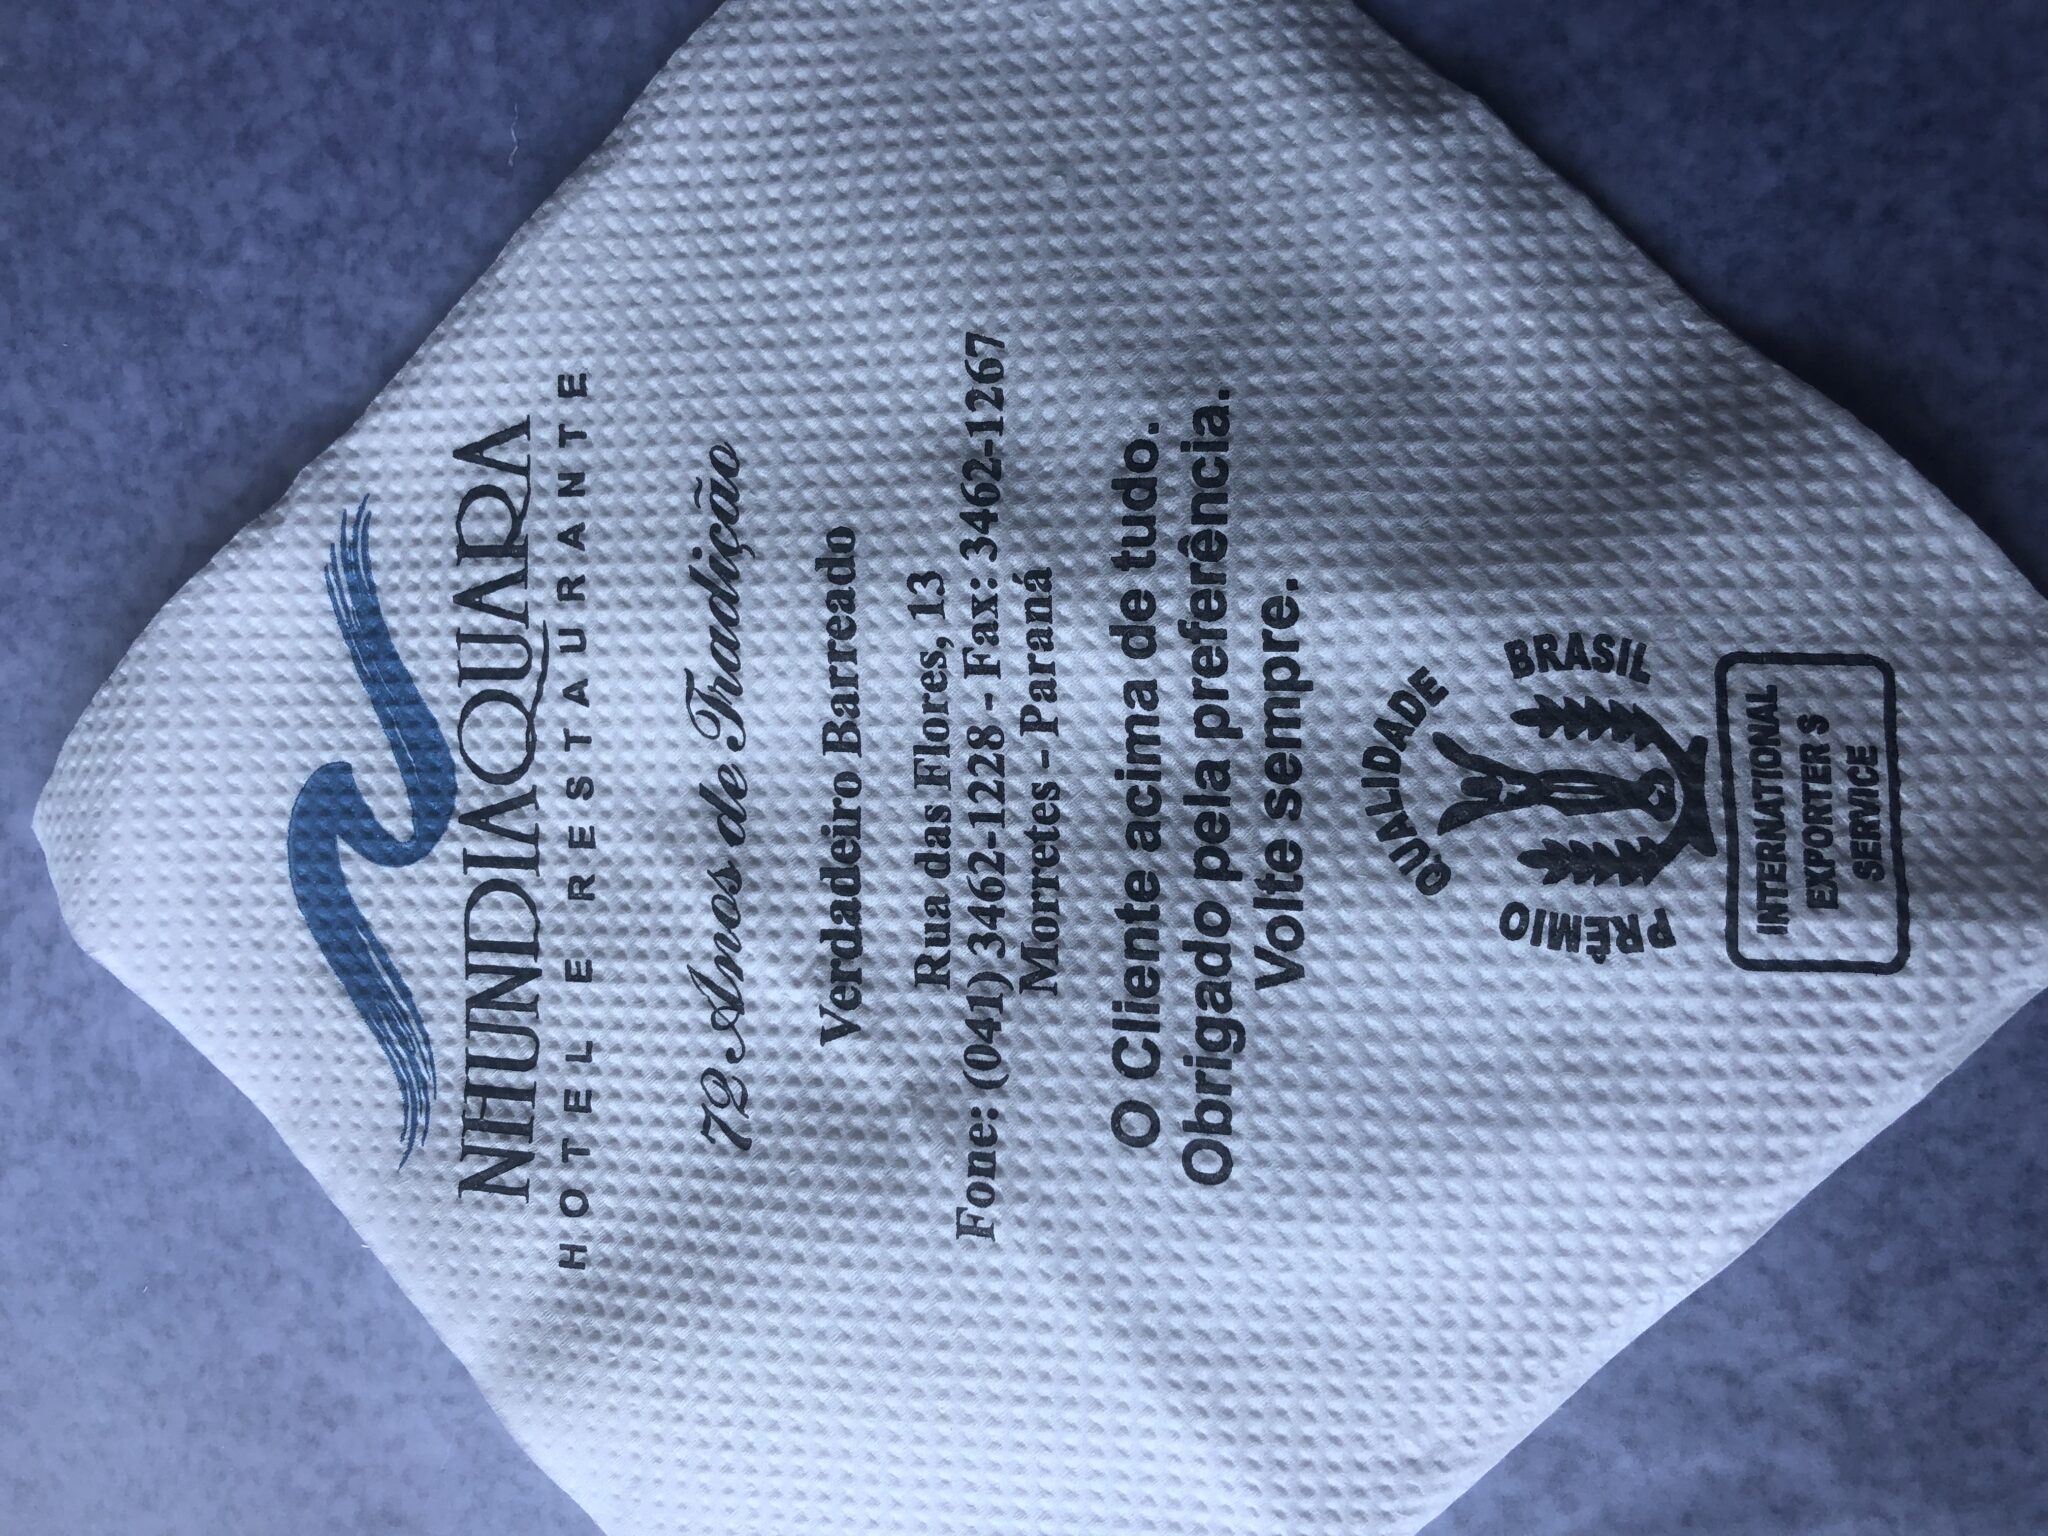 NHUNDIAQUARA
HOTEL E RESTAURANTE
72 Anos de Tradição
Verdadeiro Barreado
Rua das Flores, 13
Fone: (041) 3462-1228 - Fax: 3462-1267
Morretes - Paraná
O Cliente acima de tudo.
Obrigado pela preferência.
Volte sempre.
PRÊMIO QUALIDADE BRASIL
INTERNATIONAL
EXPORTER S
SERVICE